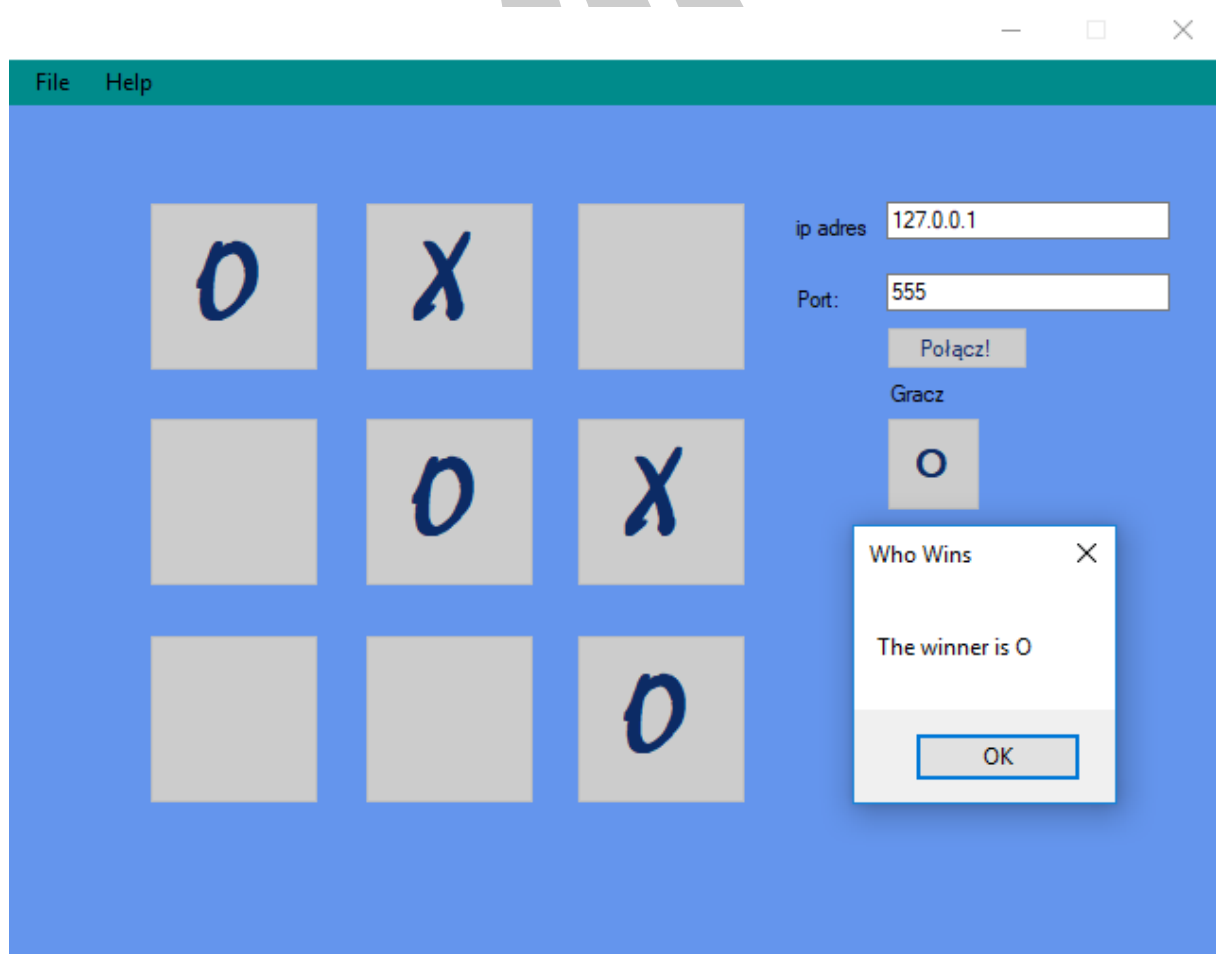 File Help
O X
ip adres 127.0.0.1
Port: 555
Połącz!
Gracz
O X
O
Who Wins
The winner is O
O
OK